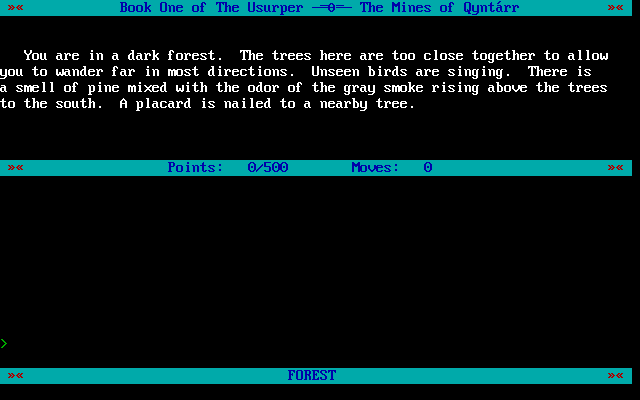 »« Book One of The Usurper ─═0═─ The Mines of Qyntárr »«
You are in a dark forest. The trees here are too close together to allow
you to wander far in most directions. Unseen birds are singing. There is
a smell of pine mixed with the odor of the gray smoke rising above the trees
to the south. A placard is nailed to a nearby tree.
»« Points: 0/500 Moves: 0 »«
>
»« FOREST »«